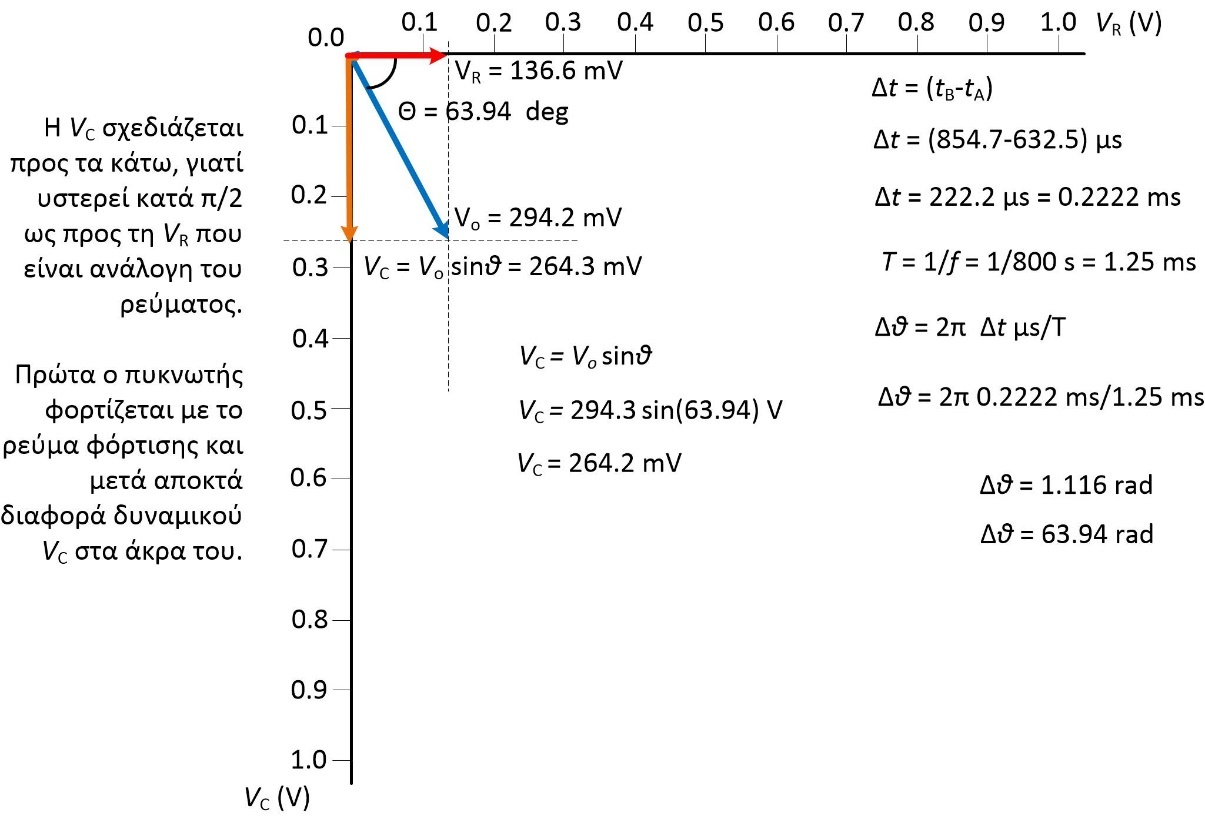 0.0 0.1 0.2 0.3 0.4 0.5 0.6 0.7 0.8 0.9 1.0 V_R (V)
V_R = 136.6 mV
Θ = 63.94 deg
V_o = 294.2 mV
V_C = V_o sinϑ = 264.3 mV
0.1
0.2
0.3
0.4
0.5
0.6
0.7
0.8
0.9
1.0
V_C (V)
Η V_C σχεδιάζεται
προς τα κάτω, γιατί
υστερεί κατά π/2
ως προς τη V_R που
είναι ανάλογη του
ρεύματος.
Πρώτα ο πυκνωτής
φορτίζεται με το
ρεύμα φόρτισης και
μετά αποκτά
διαφορά δυναμικού
V_C στα άκρα του.
V_C = V_o sinϑ
V_C = 294.3 sin(63.94) V
V_C = 264.2 mV
Δt = (t_B-t_A)
Δt = (854.7-632.5) μs
Δt = 222.2 μs = 0.2222 ms
T = 1/f = 1/800 s = 1.25 ms
Δϑ = 2π Δt μs/T
Δϑ = 2π 0.2222 ms/1.25 ms
Δϑ = 1.116 rad
Δϑ = 63.94 rad